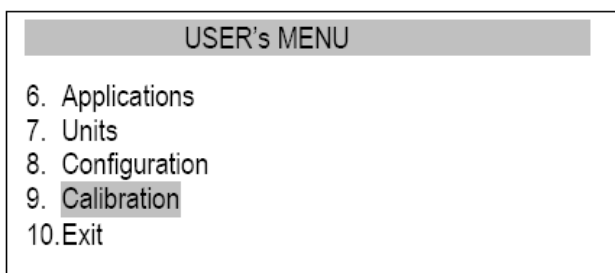 USER's MENU
6. Applications
7. Units
8. Configuration
9. Calibration
10.Exit